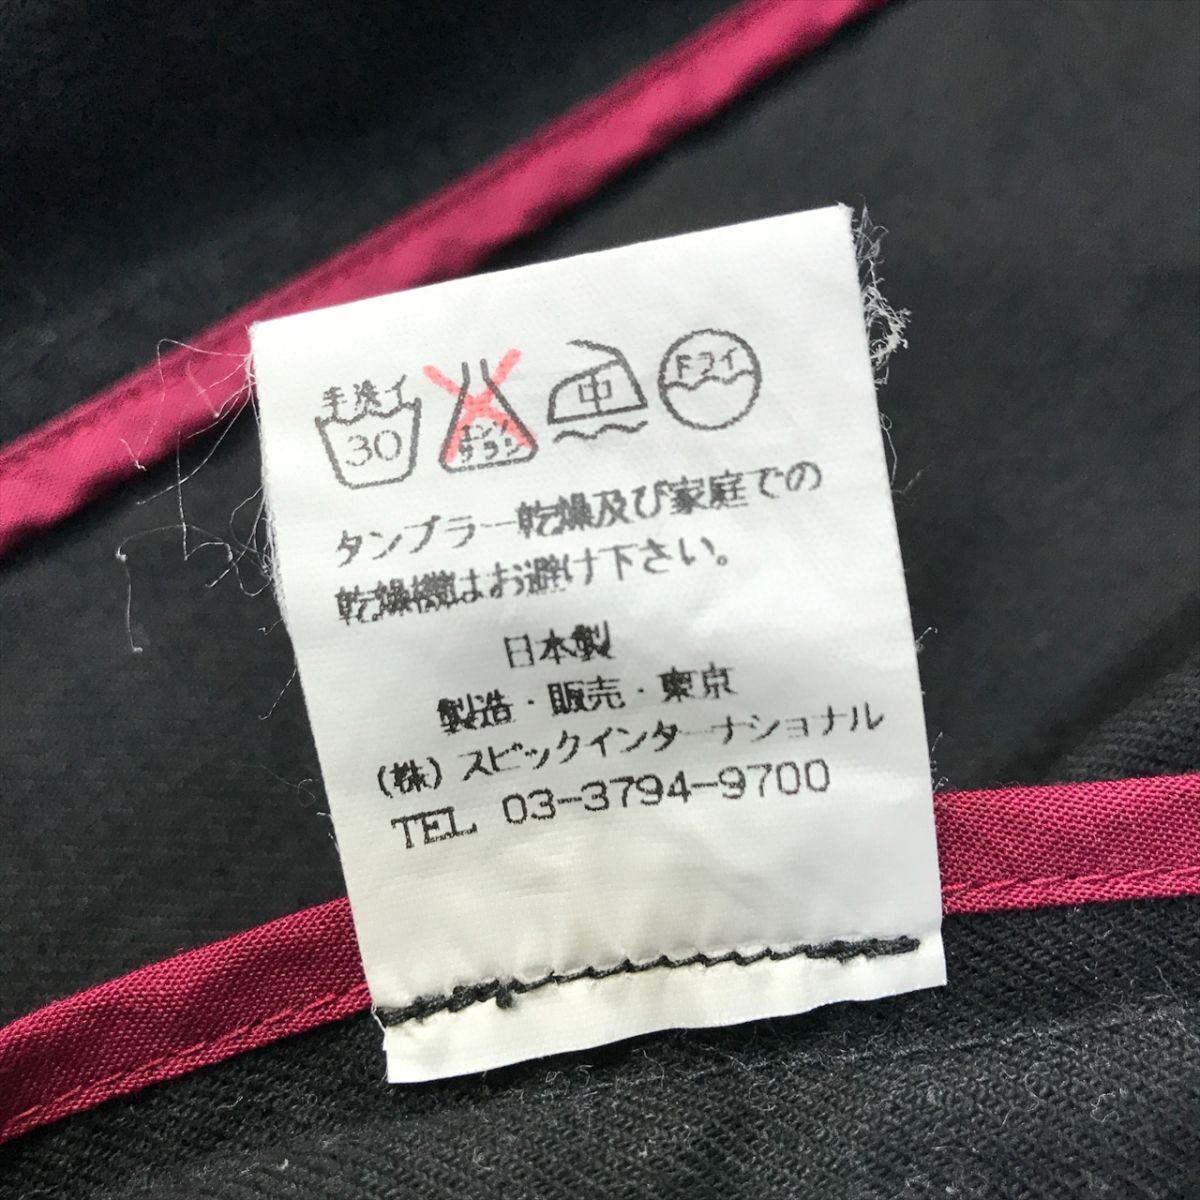 手洗イ
30
エンソ
サラシ
中
ドライ
タンブラー乾燥及び家庭での
乾燥機はお避け下さい。
日本製
製造・販売・東京
(株)スピックインターナショナル
TEL 03-3794-9700